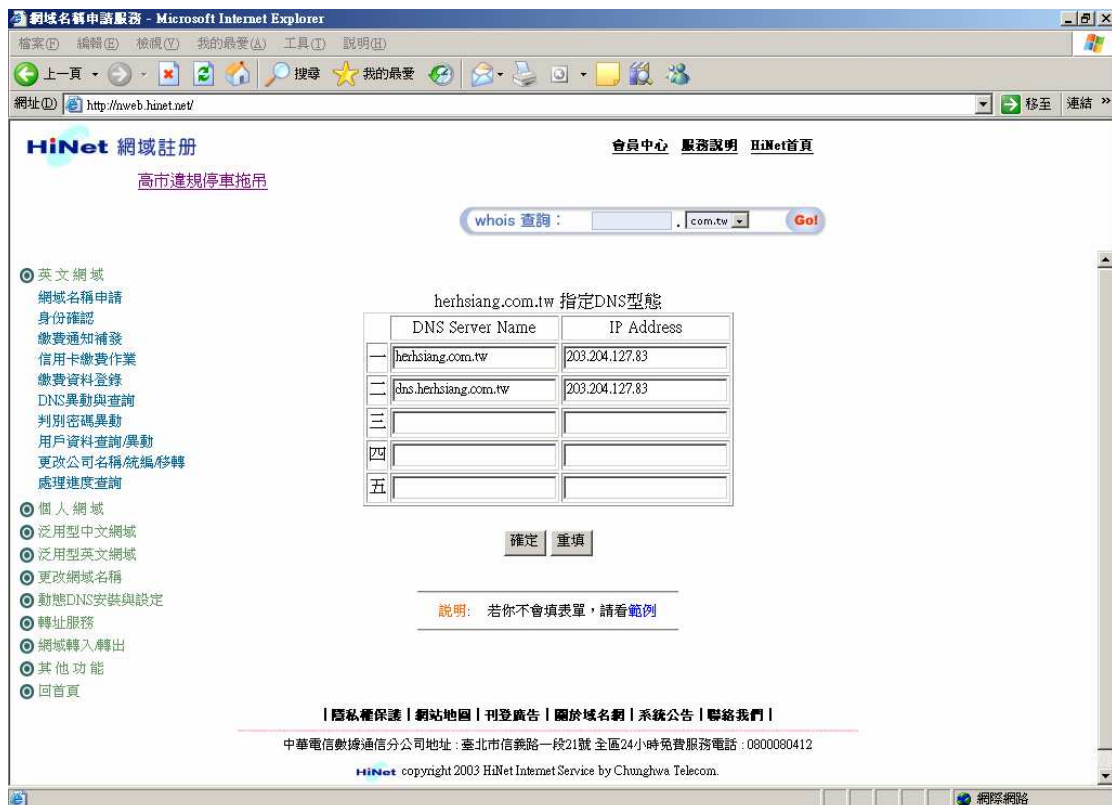 網域名稱申請服務 - Microsoft Internet Explorer
檔案(F) 編輯(E) 檢視(V) 我的最愛(A) 工具(T) 說明(H)
上一頁 搜尋 我的最愛
網址(D) http://nweb.hinet.net/ 移至 連結 »
HiNet 網域註册 會員中心 服務說明 HiNet首頁
高市違規停車拖吊
whois 查詢： . com.tw Go!
英文網域
網域名稱申請
身份確認
繳費通知補發
信用卡繳費作業
繳費資料登錄
DNS異動與查詢
判別密碼異動
用戶資料查詢/異動
更改公司名稱/統編/移轉
處理進度查詢
個人網域
泛用型中文網域
泛用型英文網域
更改網域名稱
動態DNS安裝與設定
轉址服務
網域轉入/轉出
其他功能
回首頁
herhsiang.com.tw 指定DNS型態
DNS Server Name IP Address
一 herhsiang.com.tw 203.204.127.83
二 dns.herhsiang.com.tw 203.204.127.83
三
四
五
確定 重填
說明: 若你不會填表單，請看範例
| 隱私權保護 | 網站地圖 | 刊登廣告 | 關於域名網 | 系統公告 | 聯絡我們 |
中華電信數據通信分公司地址 : 臺北市信義路一段21號 全區24小時免費服務電話 : 0800080412
HiNet copyright 2003 HiNet Internet Service by Chunghwa Telecom.
網際網路